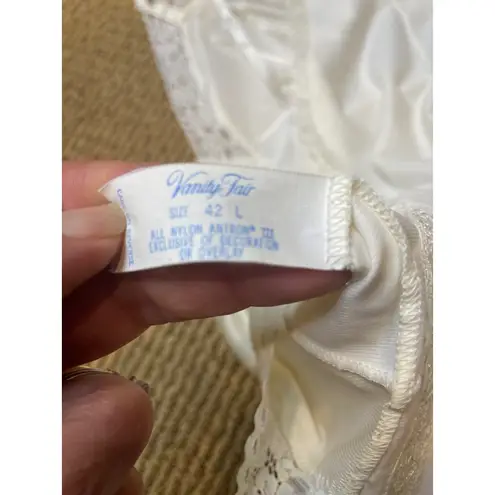 Vanity Fair
SIZE 42 L
ALL NYLON ANTRON® III
EXCLUSIVE OF DECORATION
OR OVERLAY